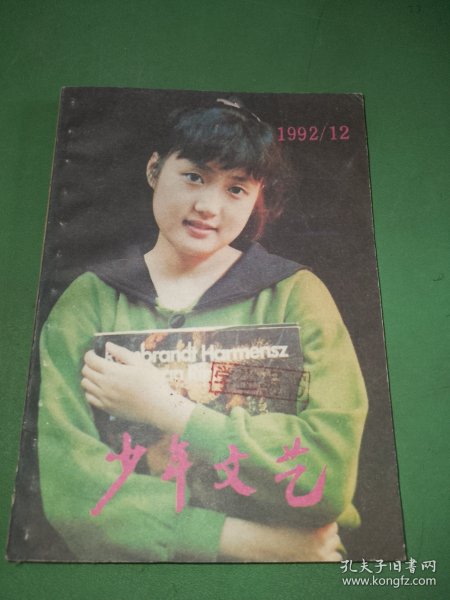 1992/12
Rembrandt Harmensz
少年文艺
孔夫子旧书网
www.kongfz.com